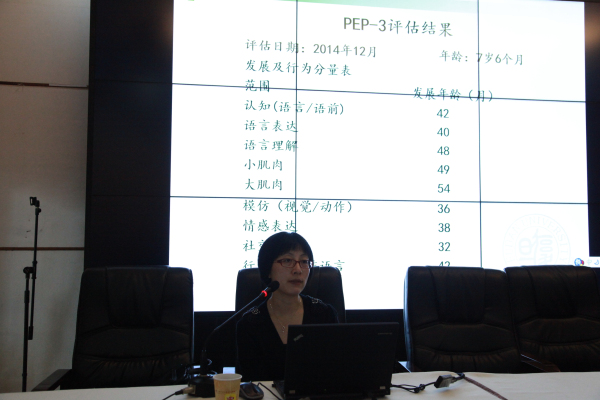 PEP-3评估结果
评估日期：2014年12月 年龄：7岁6个月
发展及行为分量表
范围 发展年龄（月）
认知(语言/语前) 42
语言表达 40
语言理解 48
小肌肉 49
大肌肉 54
模仿（视觉/动作） 36
情感表达 38
社 32
行 语言 42